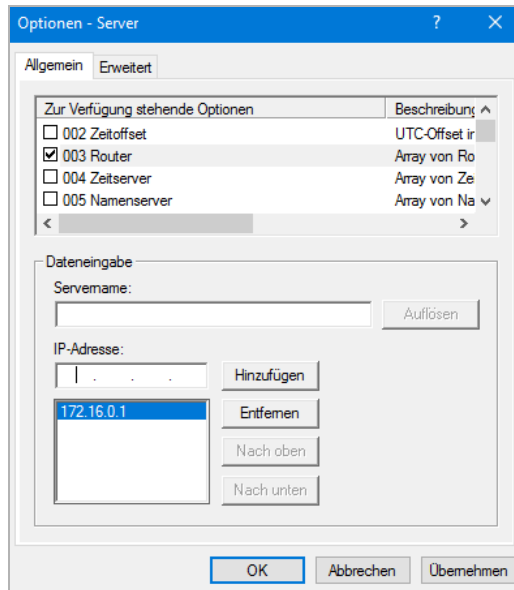 Optionen - Server
Allgemein Erweitert
Zur Verfügung stehende Optionen Beschreibung
002 Zeitoffset UTC-Offset in
003 Router Array von Ro
004 Zeitserver Array von Ze
005 Namenserver Array von Na
Dateneingabe
Servername:
Auflösen
IP-Adresse:
. . . Hinzufügen
172.16.0.1 Entfernen
Nach oben
Nach unten
OK Abbrechen Übernehmen